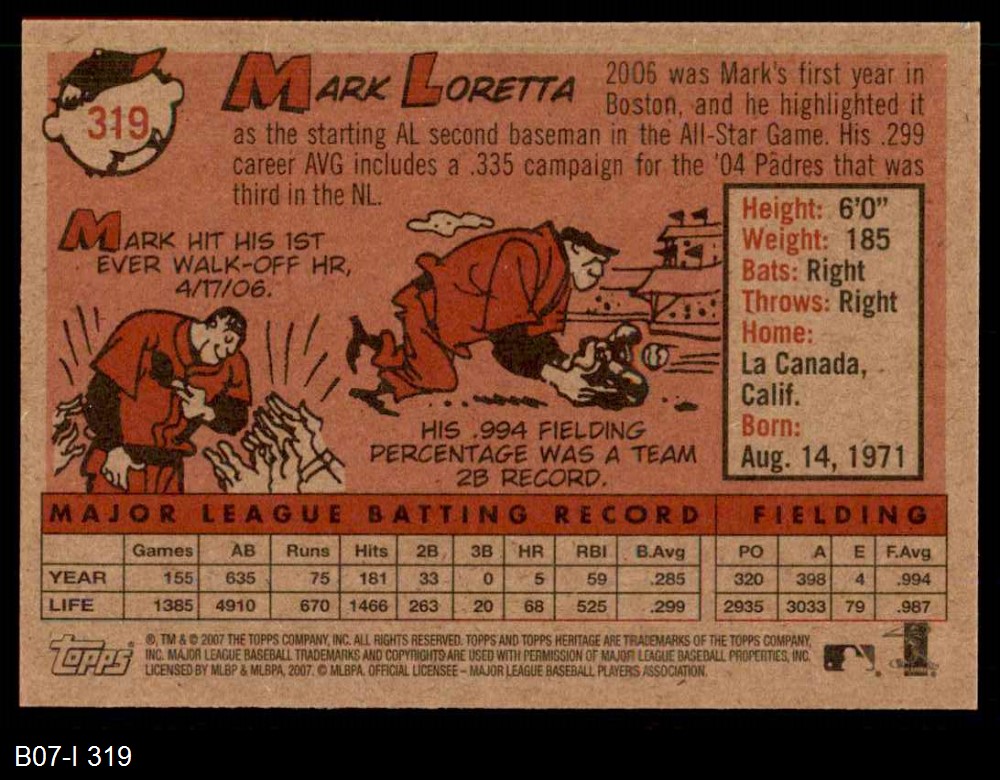 319
MARK LORETTA
2006 was Mark's first year in
Boston, and he highlighted it
as the starting AL second baseman in the All-Star Game. His .299
career AVG includes a .335 campaign for the '04 Padres that was
third in the NL.
MARK HIT HIS 1ST
EVER WALK-OFF HR,
4/17/06.
HIS .994 FIELDING
PERCENTAGE WAS A TEAM
2B RECORD.
Height: 6'0"
Weight: 185
Bats: Right
Throws: Right
Home:
La Canada,
Calif.
Born:
Aug. 14, 1971
MAJOR LEAGUE BATTING RECORD FIELDING
Games AB Runs Hits 2B 3B HR RBI B.Avg PO A E F.Avg
YEAR 155 635 75 181 33 0 5 59 .285 320 398 4 .994
LIFE 1385 4910 670 1466 263 20 68 525 .299 2935 3033 79 .987
Topps
®, TM & © 2007 THE TOPPS COMPANY, INC. ALL RIGHTS RESERVED. TOPPS AND TOPPS HERITAGE ARE TRADEMARKS OF THE TOPPS COMPANY,
INC. MAJOR LEAGUE BASEBALL TRADEMARKS AND COPYRIGHTS ARE USED WITH PERMISSION OF MAJOR LEAGUE BASEBALL PROPERTIES, INC.
LICENSED BY MLBP & MLBPA, 2007. © MLBPA. OFFICIAL LICENSEE – MAJOR LEAGUE BASEBALL PLAYERS ASSOCIATION.
B07-I 319